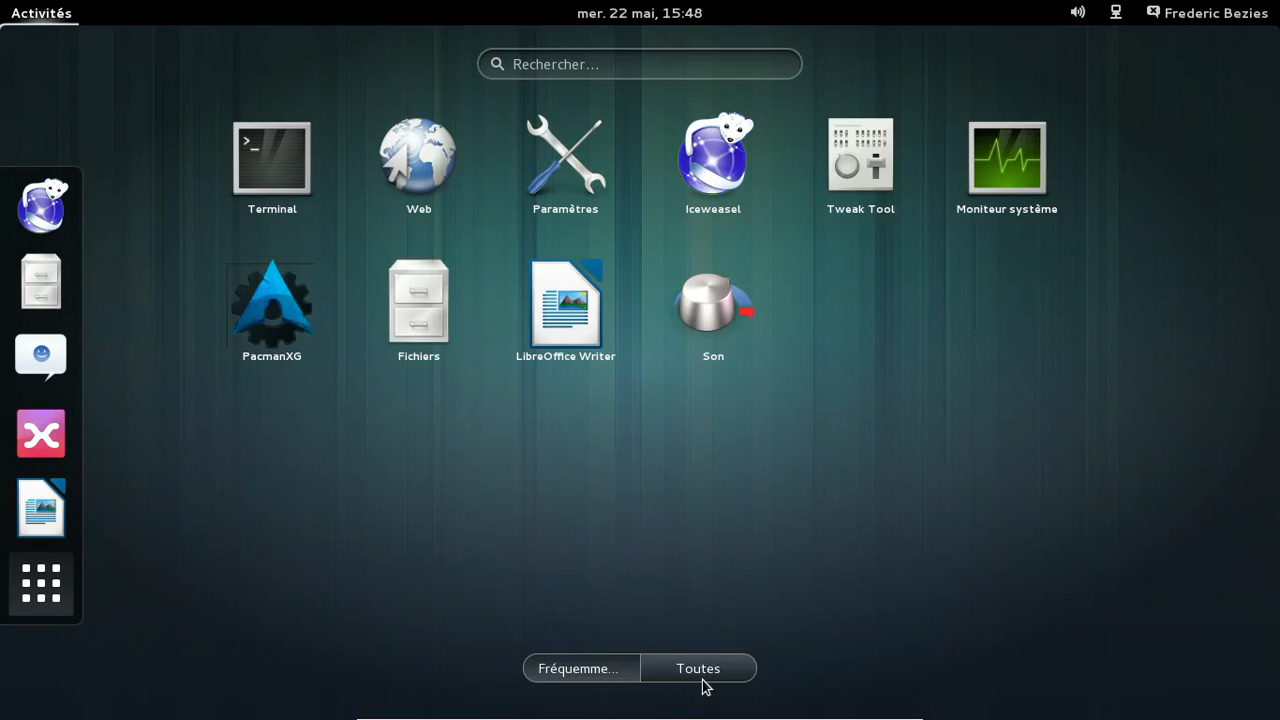 Activités
mer. 22 mai, 15:48
Frederic Bezies
Rechercher...
Terminal
Web
Paramètres
Iceweasel
Tweak Tool
Moniteur système
PacmanXG
Fichiers
LibreOffice Writer
Son
Fréquemme...
Toutes